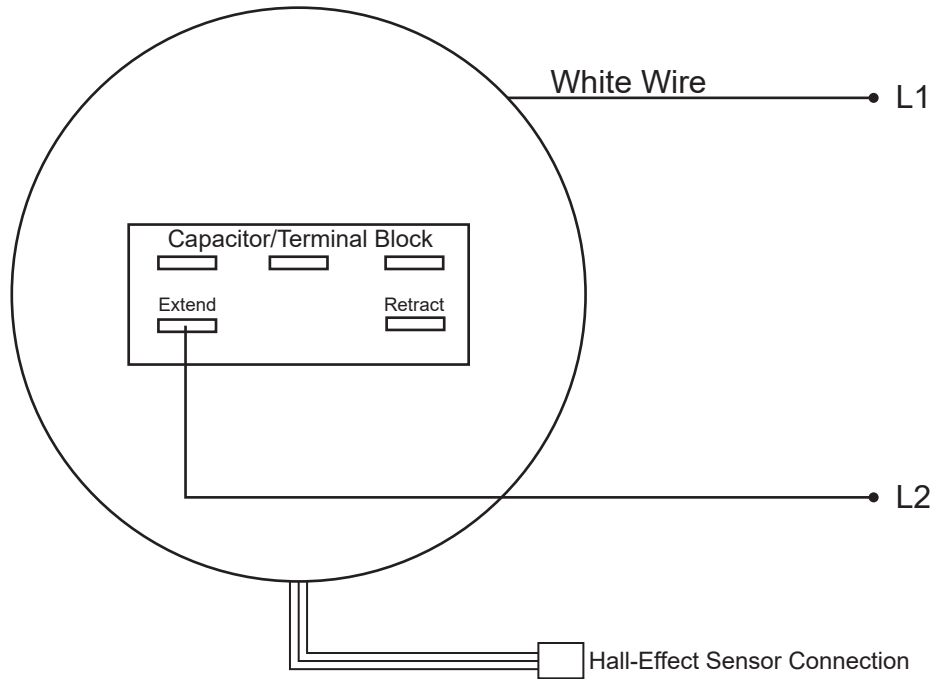 White Wire
L1
Capacitor/Terminal Block
Extend
Retract
L2
Hall-Effect Sensor Connection